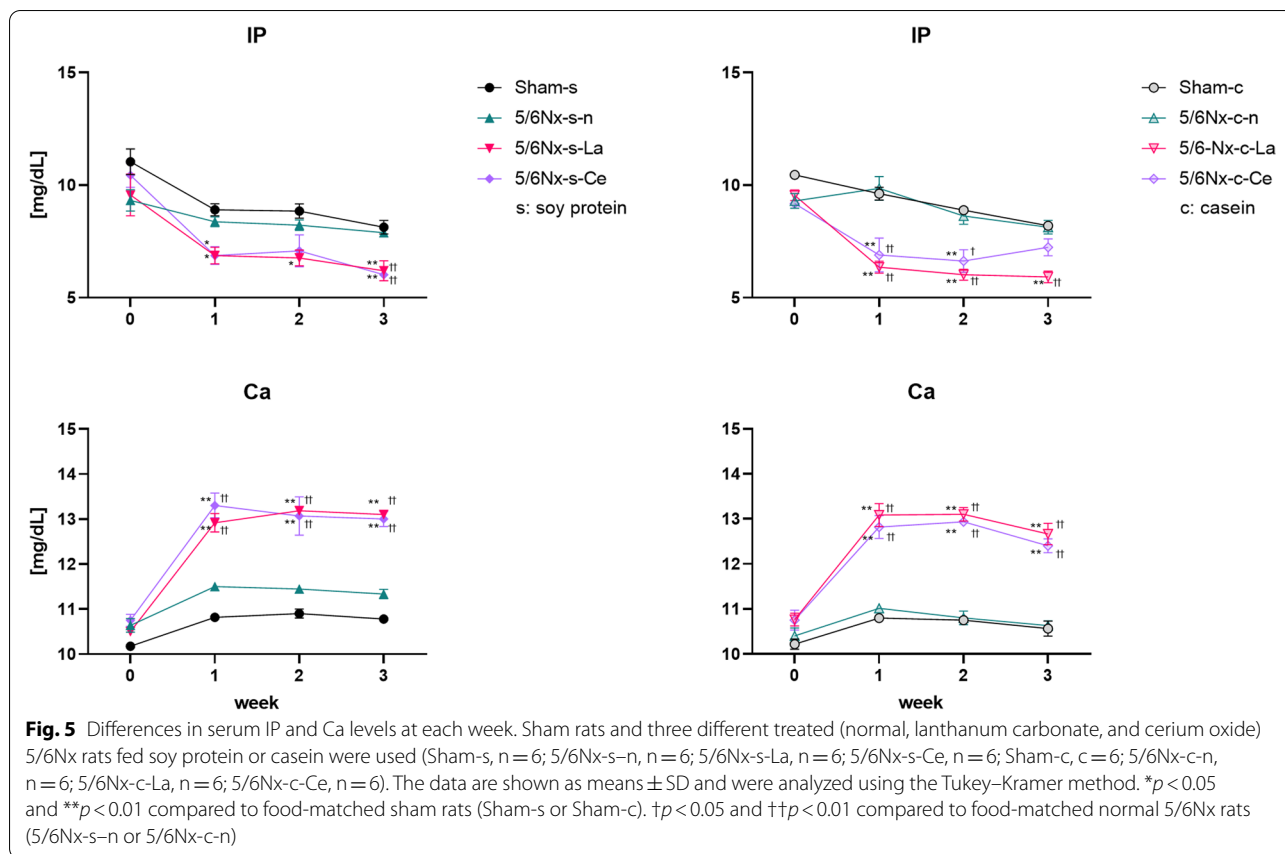 IP
15
10
5
[mg/dL]
0 1 2 3
* * * ** ** †† ††
Sham-s
5/6Nx-s-n
5/6Nx-s-La
5/6Nx-s-Ce
s: soy protein
IP
15
10
5
0 1 2 3
** †† ** †† ** † ** †† ** ††
Sham-c
5/6Nx-c-n
5/6-Nx-c-La
5/6Nx-c-Ce
c: casein
Ca
15
14
13
12
11
10
[mg/dL]
0 1 2 3
week
** †† ** †† ** †† ** †† ** †† ** ††
Ca
15
14
13
12
11
10
0 1 2 3
week
** †† ** †† ** †† ** †† ** †† ** ††
Fig. 5 Differences in serum IP and Ca levels at each week. Sham rats and three different treated (normal, lanthanum carbonate, and cerium oxide)
5/6Nx rats fed soy protein or casein were used (Sham-s, n = 6; 5/6Nx-s–n, n = 6; 5/6Nx-s-La, n = 6; 5/6Nx-s-Ce, n = 6; Sham-c, c = 6; 5/6Nx-c-n,
n = 6; 5/6Nx-c-La, n = 6; 5/6Nx-c-Ce, n = 6). The data are shown as means ± SD and were analyzed using the Tukey–Kramer method. *p < 0.05
and **p < 0.01 compared to food-matched sham rats (Sham-s or Sham-c). †p < 0.05 and ††p < 0.01 compared to food-matched normal 5/6Nx rats
(5/6Nx-s–n or 5/6Nx-c-n)